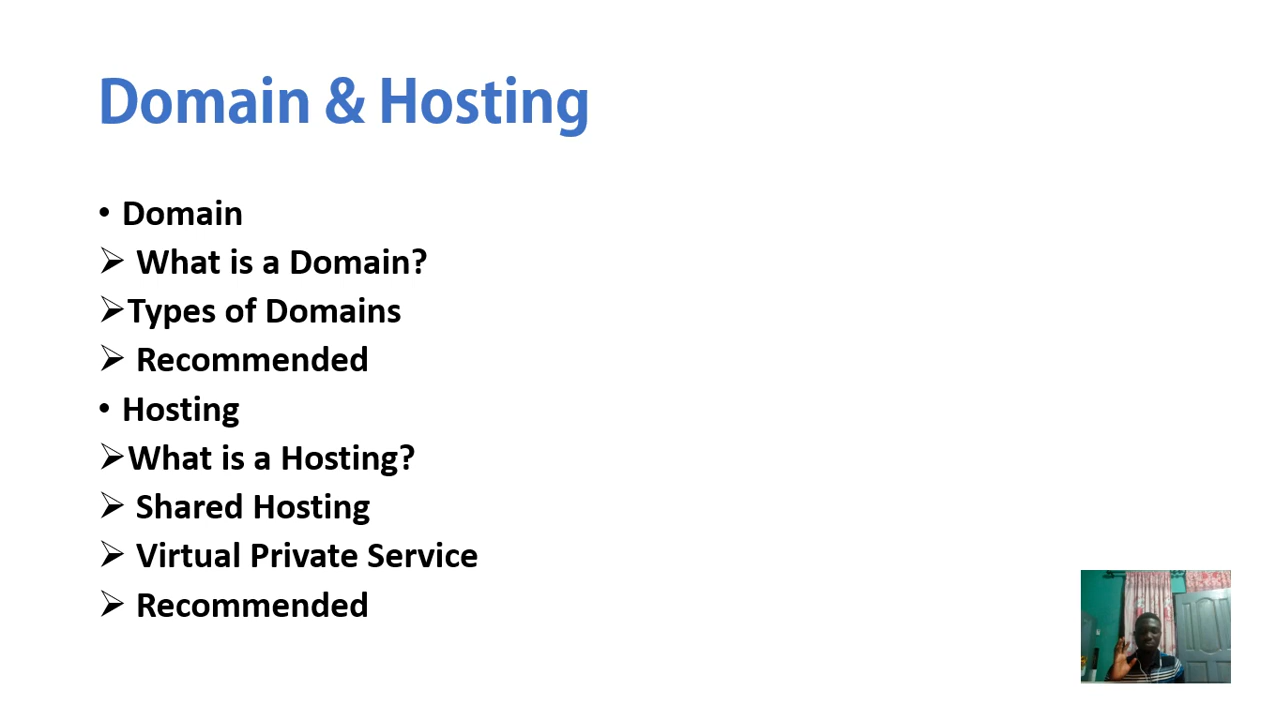 Domain & Hosting
• Domain
➢ What is a Domain?
➢Types of Domains
➢ Recommended
• Hosting
➢What is a Hosting?
➢ Shared Hosting
➢ Virtual Private Service
➢ Recommended